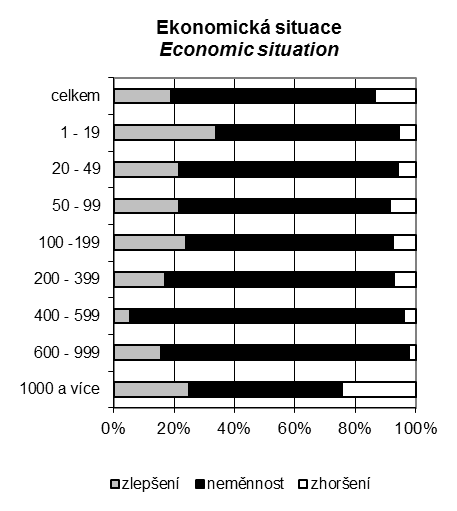 Ekonomická situace
Economic situation
celkem
1 - 19
20 - 49
50 - 99
100 -199
200 - 399
400 - 599
600 - 999
1000 a více
0% 20% 40% 60% 80% 100%
zlepšení neměnnost zhoršení